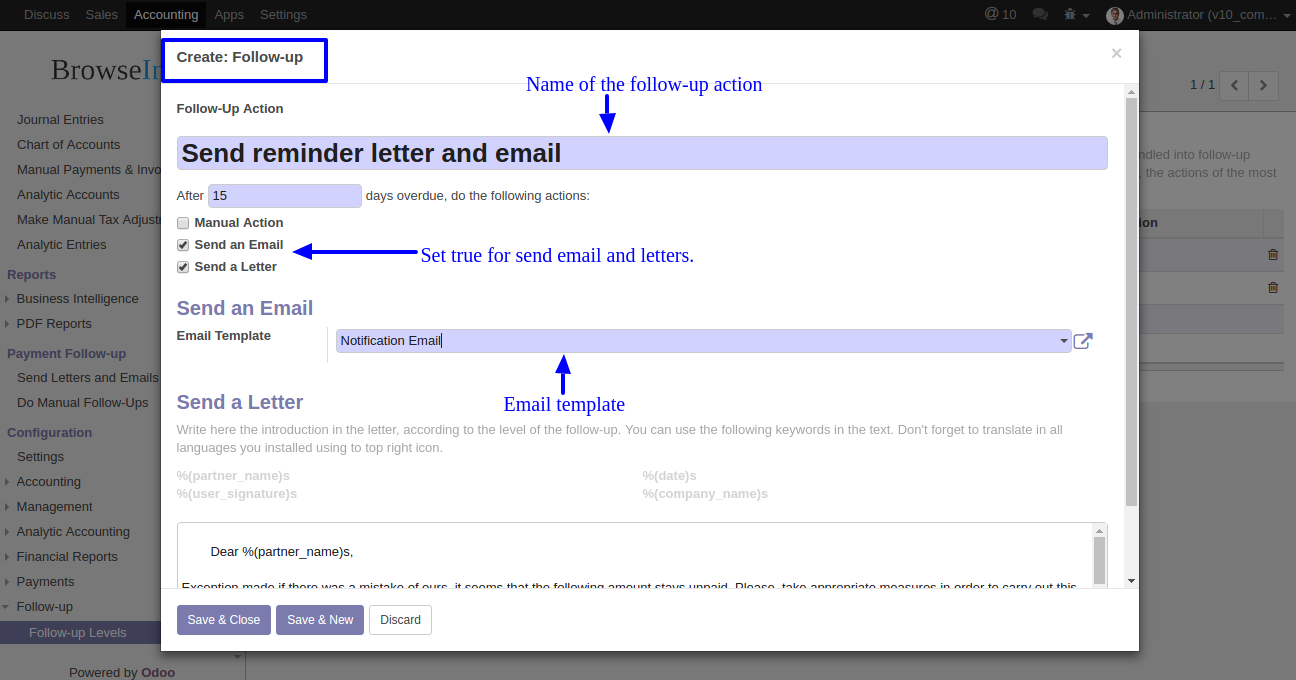 Discuss Sales Accounting Apps Settings @ 10 Administrator (v10_com...
BrowseIn
1 / 1
Journal Entries
Chart of Accounts
Manual Payments & Invo
Analytic Accounts
Make Manual Tax Adjustm
Analytic Entries
Reports
Business Intelligence
PDF Reports
Payment Follow-up
Send Letters and Emails
Do Manual Follow-Ups
Configuration
Settings
Accounting
Management
Analytic Accounting
Financial Reports
Payments
Follow-up
Follow-up Levels
Powered by Odoo
Create: Follow-up
×
Name of the follow-up action
Follow-Up Action
Send reminder letter and email
After 15 days overdue, do the following actions:
Manual Action
Send an Email
Send a Letter
Set true for send email and letters.
Send an Email
Email Template Notification Email
Email template
Send a Letter
Write here the introduction in the letter, according to the level of the follow-up. You can use the following keywords in the text. Don't forget to translate in all
languages you installed using to top right icon.
%(partner_name)s %(date)s
%(user_signature)s %(company_name)s
Dear %(partner_name)s,
Exception made if there was a mistake of ours, it seems that the following amount stays unpaid. Please, take appropriate measures in order to carry out this
Save & Close Save & New Discard
ndled into follow-up
, the actions of the most
ion